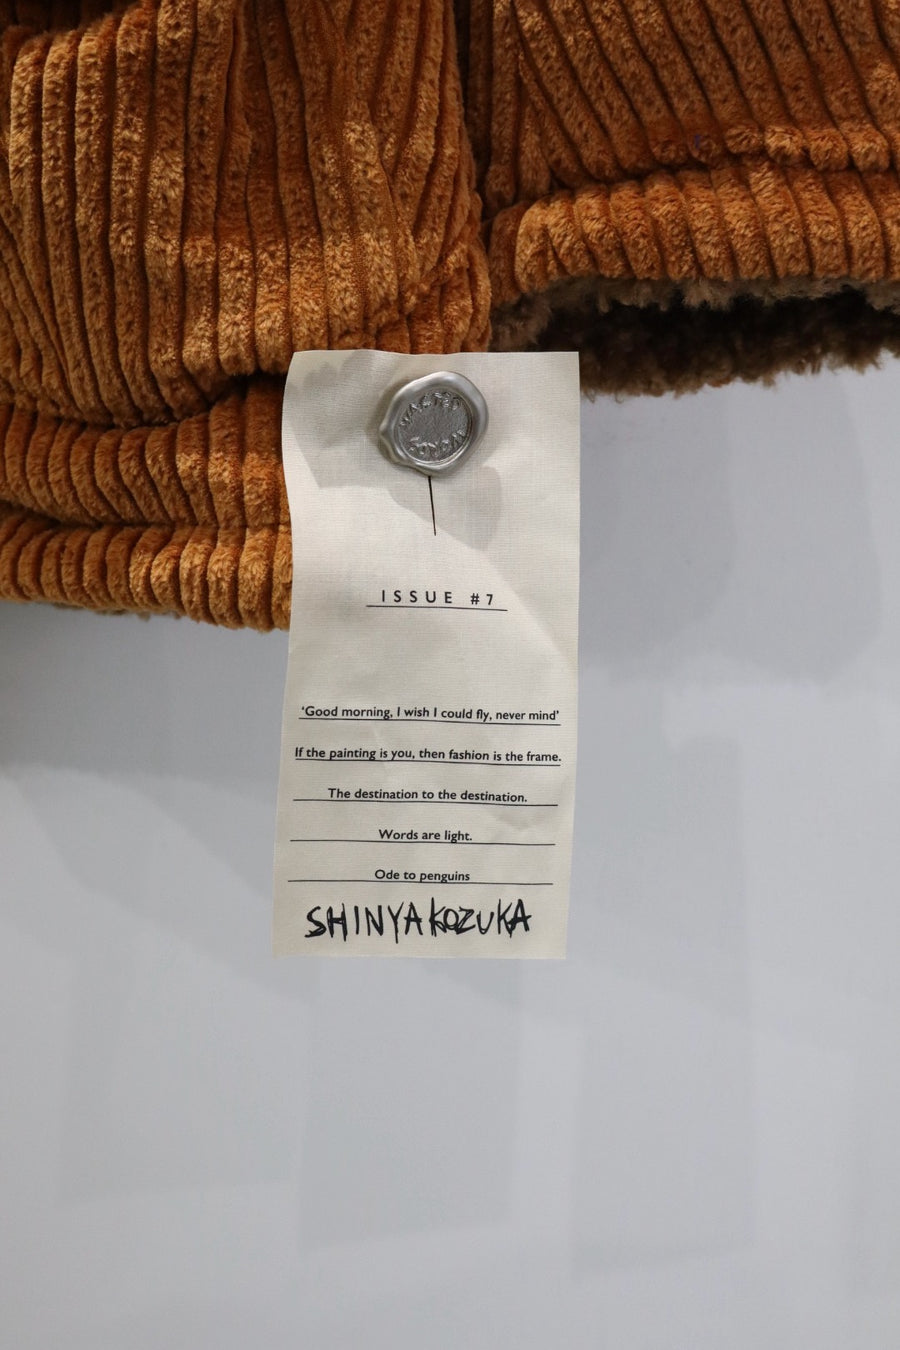 WASTED
ISSUE #7
‘Good morning, I wish I could fly, never mind’
If the painting is you, then fashion is the frame.
The destination to the destination.
Words are light.
Ode to penguins
SHINYAKOZUKA